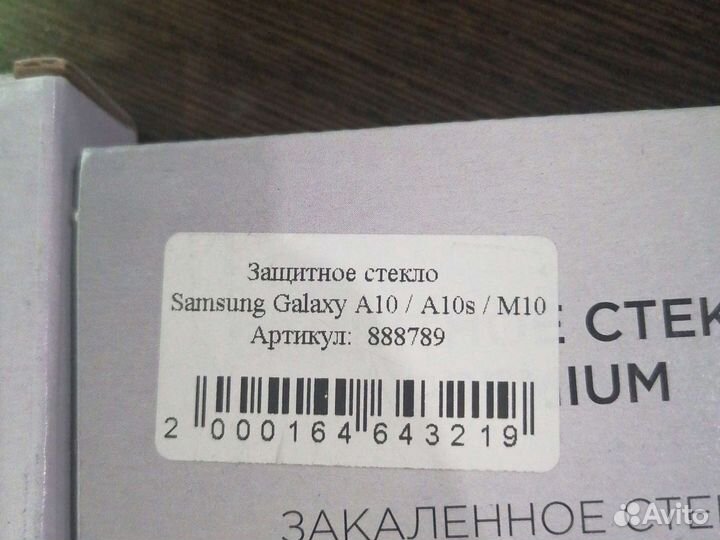 Защитное стекло
Samsung Galaxy A10 / A10s / M10
Артикул: 888789
2 000164 643219
Е СТЕК
IUM
ЗАКАЛЕННОЕ СТЕ
Avito